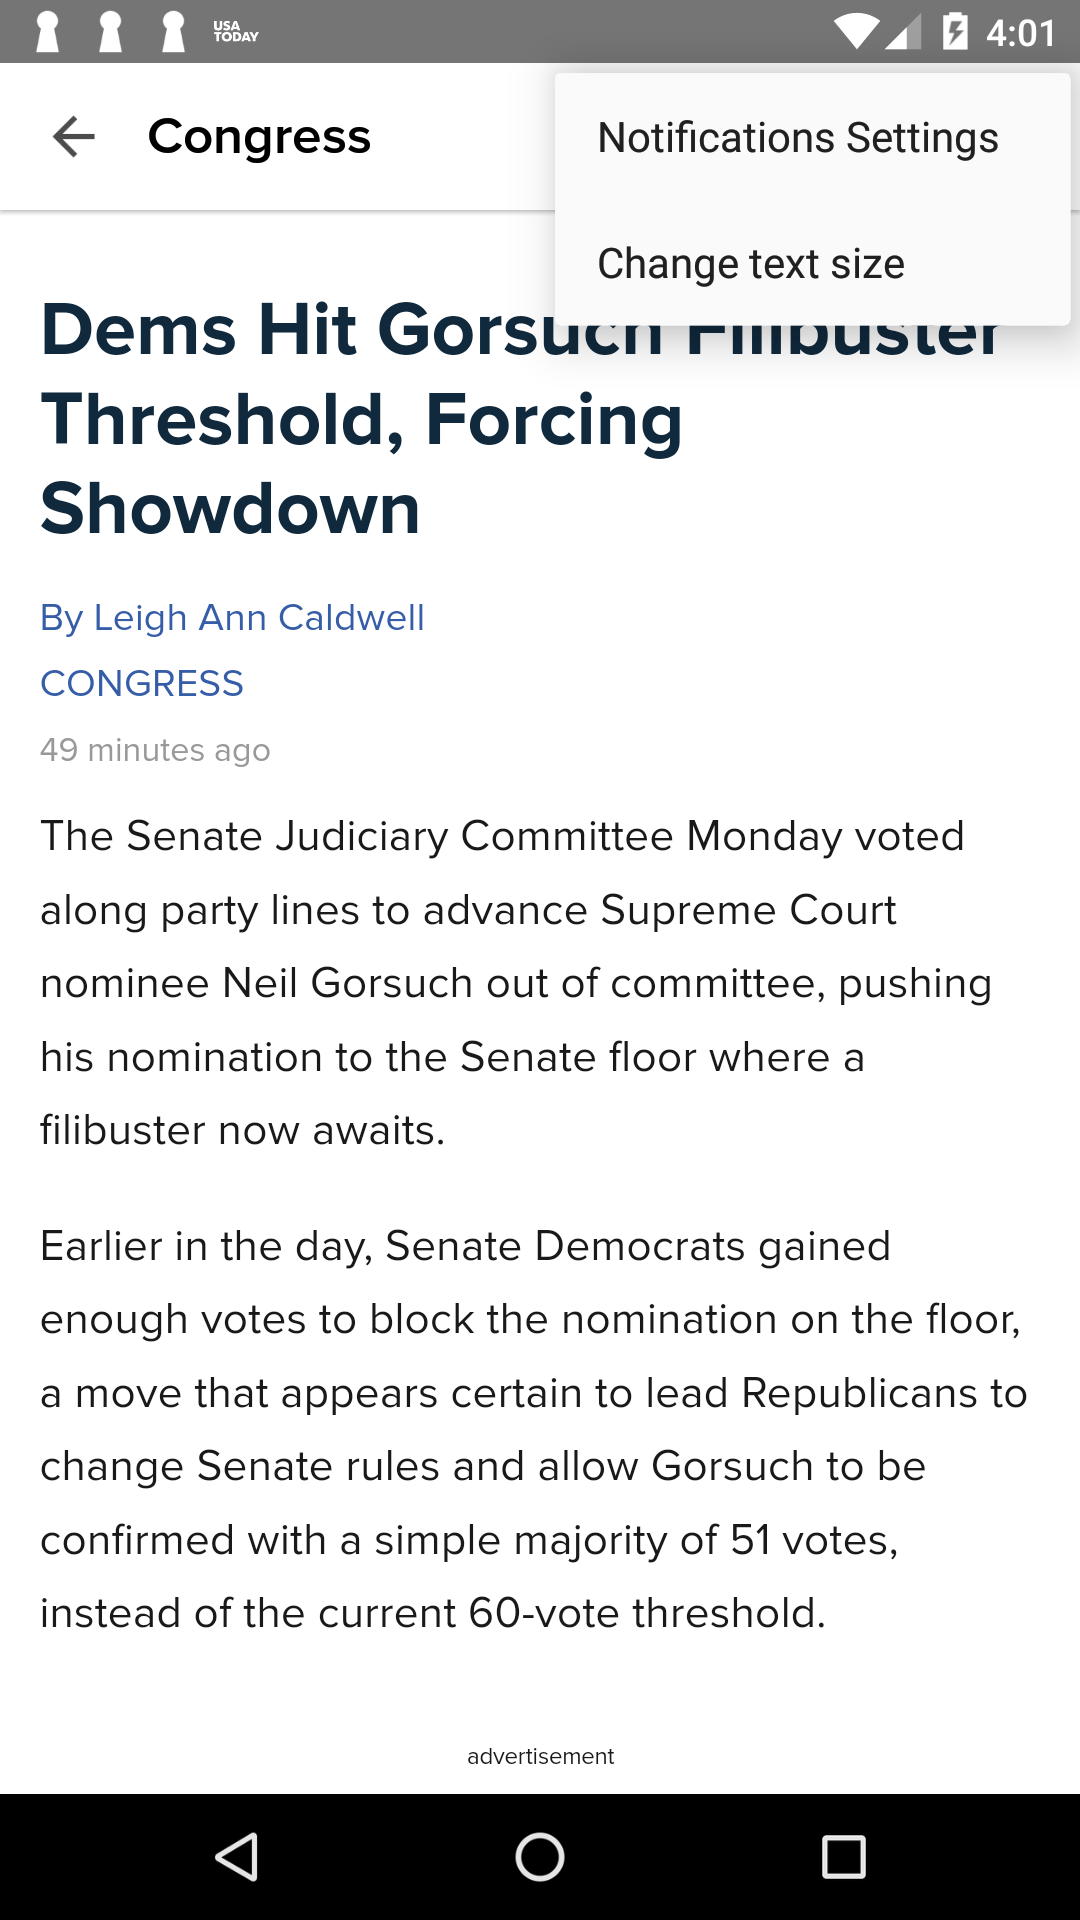 USA
TODAY
4:01
Congress
Notifications Settings
Change text size
Dems Hit Gorsuch Filibuster
Threshold, Forcing
Showdown
By Leigh Ann Caldwell
CONGRESS
49 minutes ago
The Senate Judiciary Committee Monday voted
along party lines to advance Supreme Court
nominee Neil Gorsuch out of committee, pushing
his nomination to the Senate floor where a
filibuster now awaits.
Earlier in the day, Senate Democrats gained
enough votes to block the nomination on the floor,
a move that appears certain to lead Republicans to
change Senate rules and allow Gorsuch to be
confirmed with a simple majority of 51 votes,
instead of the current 60-vote threshold.
advertisement